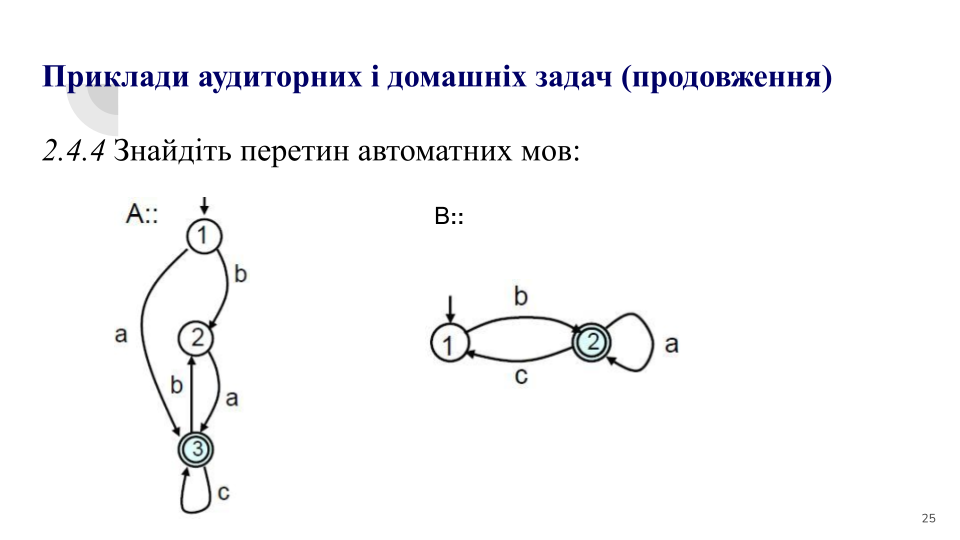 Приклади аудиторних і домашніх задач (продовження)
2.4.4 Знайдіть перетин автоматних мов:
A::
B::
1
b
a
2
b
a
3
c
b
1
2
a
c
25